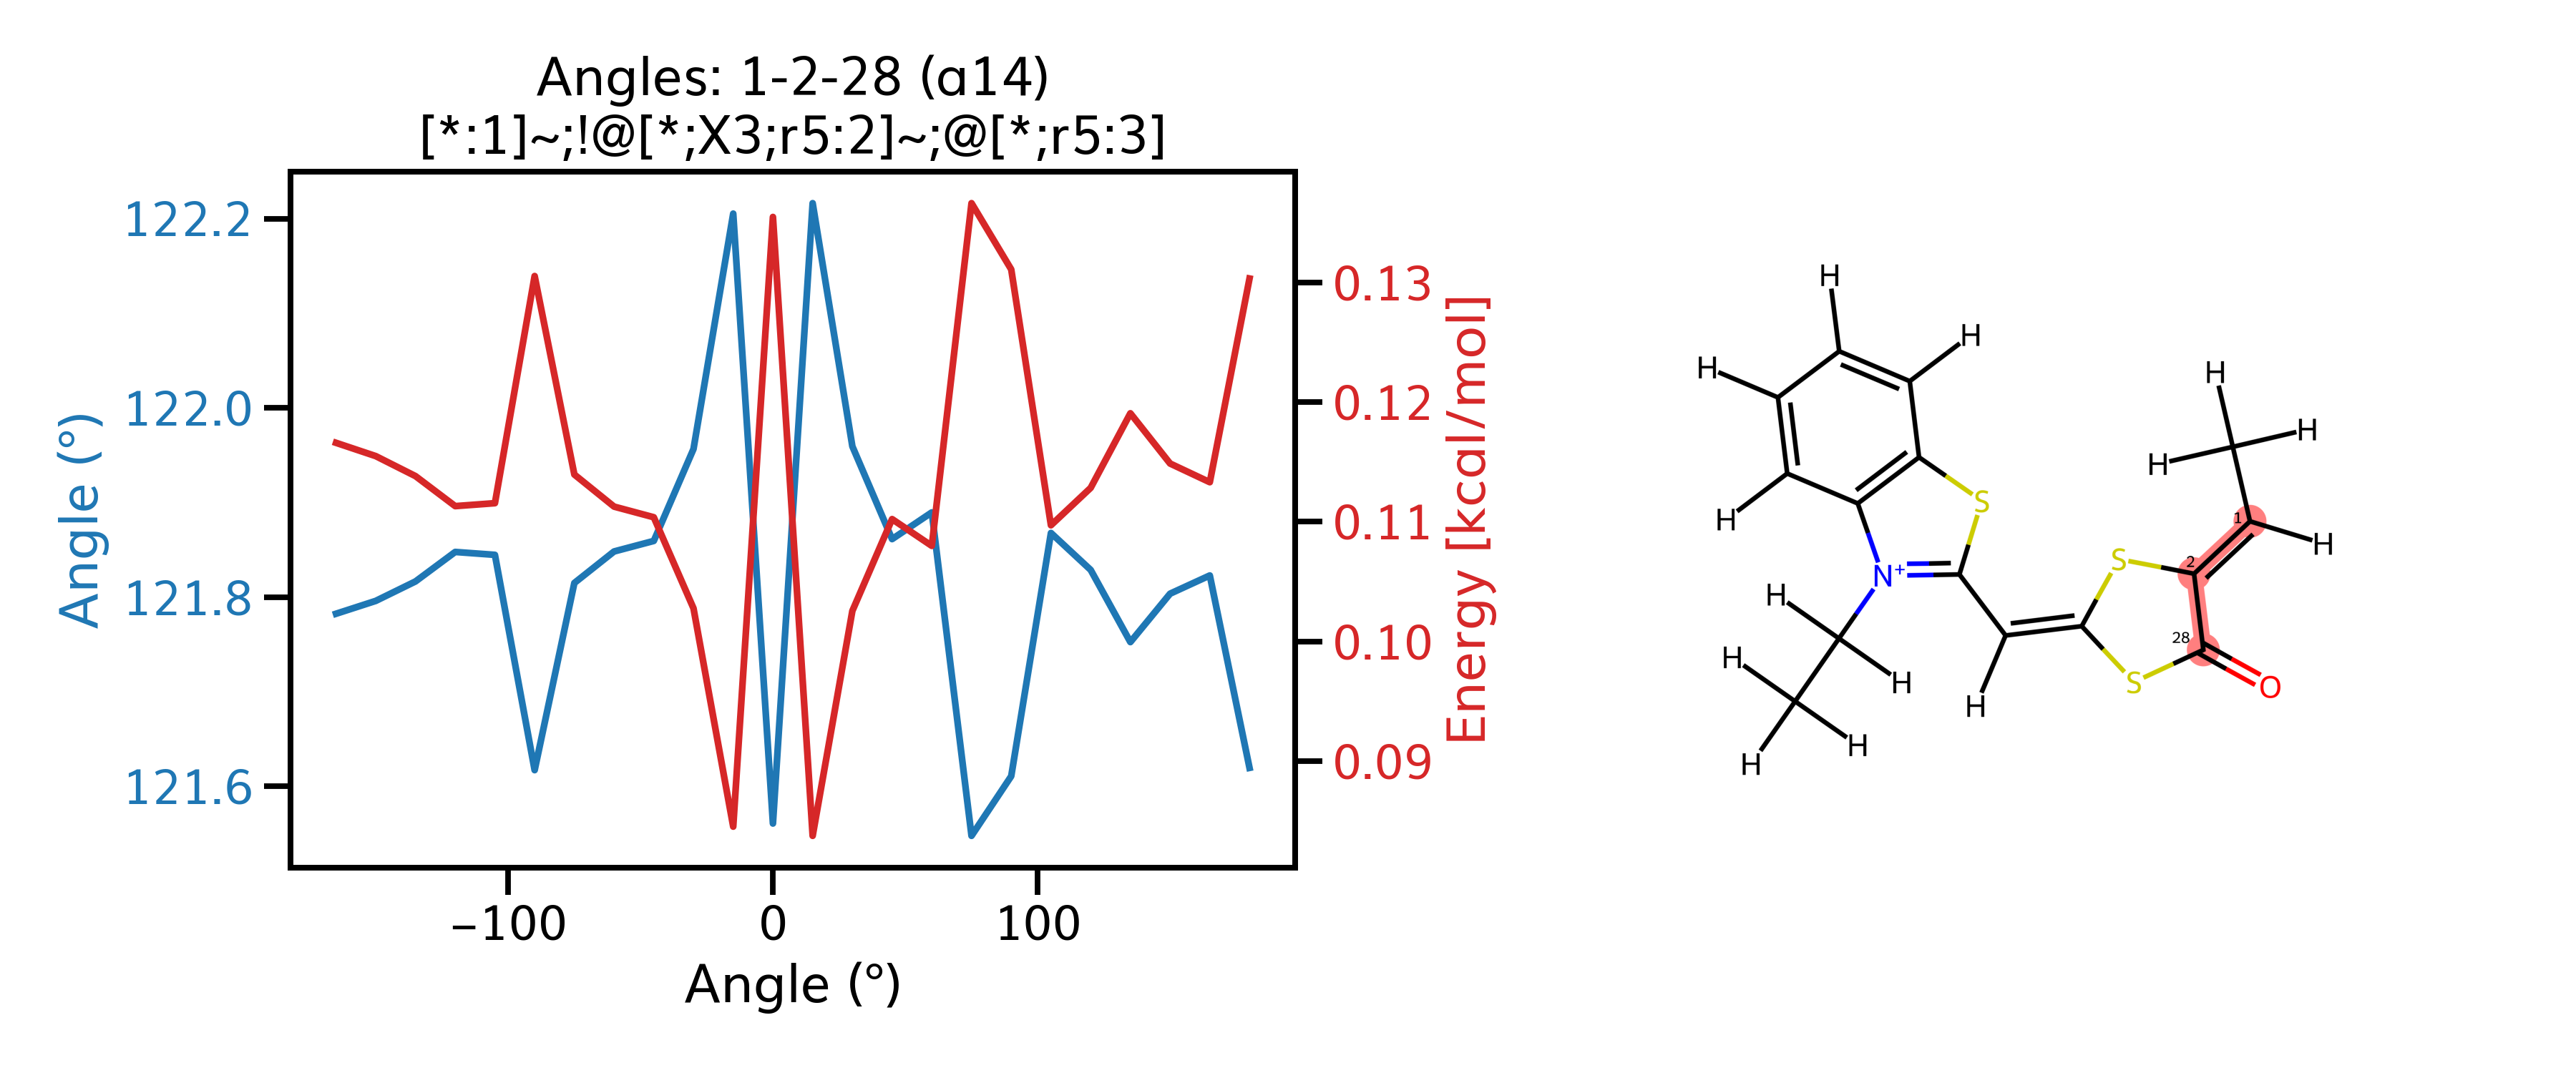 Angles: 1-2-28 (a14)
[*:1]~;!@[*;X3;r5:2]~;@[*;r5:3]
122.2
122.0
121.8
121.6
Angle (°)
0.13
0.12
0.11
0.10
0.09
Energy [kcal/mol]
−100
0
100
Angle (°)
H
H
H
H
H
H
H
S
1
H
S
2
N⁺
H
28
H
H
S
O
H
H
H